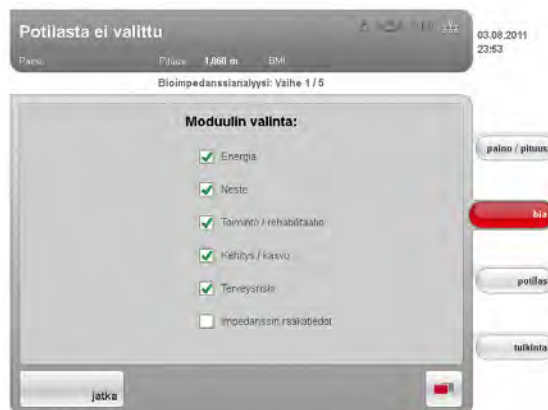 Potilasta ei valittu
03.08.2011
23:53
Paino: Pituus: 1,860 m BMI:
Bioimpedanssianalyysi: Vaihe 1 / 5
Moduulin valinta:
Energia
Neste
Toiminto / rehabilitaatio
Kehitys / kasvu
Terveysriski
Impedanssin raakatiedot
paino / pituus
bia
potilas
tulkinta
jatka